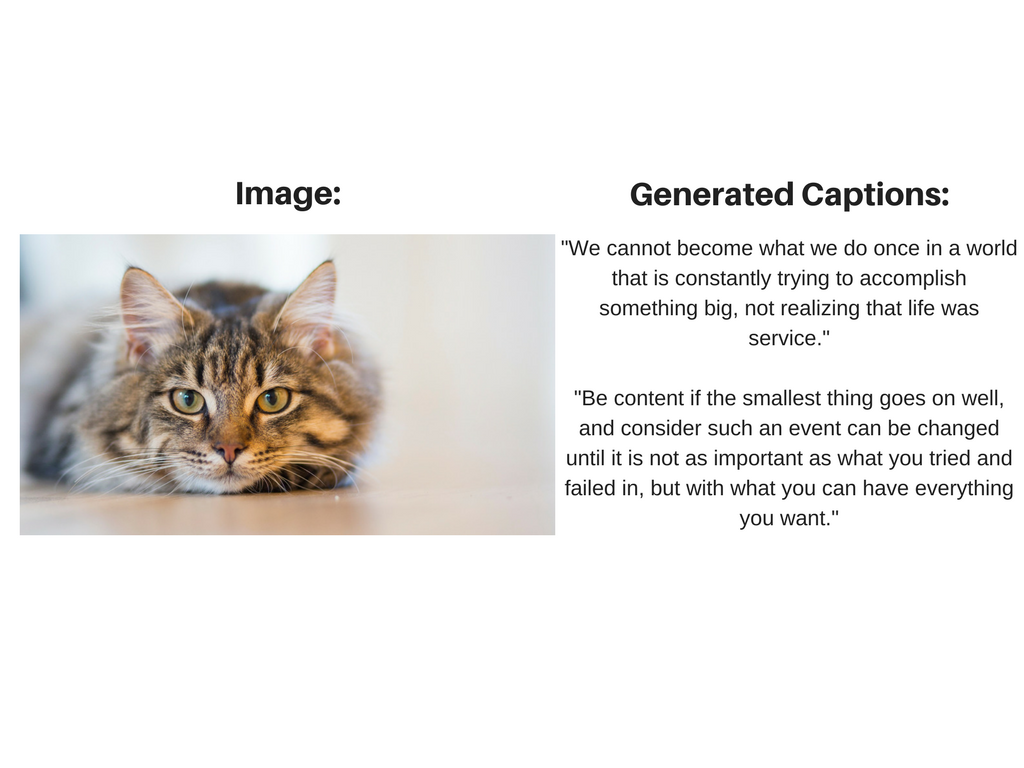 Image:
Generated Captions:
"We cannot become what we do once in a world
that is constantly trying to accomplish
something big, not realizing that life was
service."
"Be content if the smallest thing goes on well,
and consider such an event can be changed
until it is not as important as what you tried and
failed in, but with what you can have everything
you want."